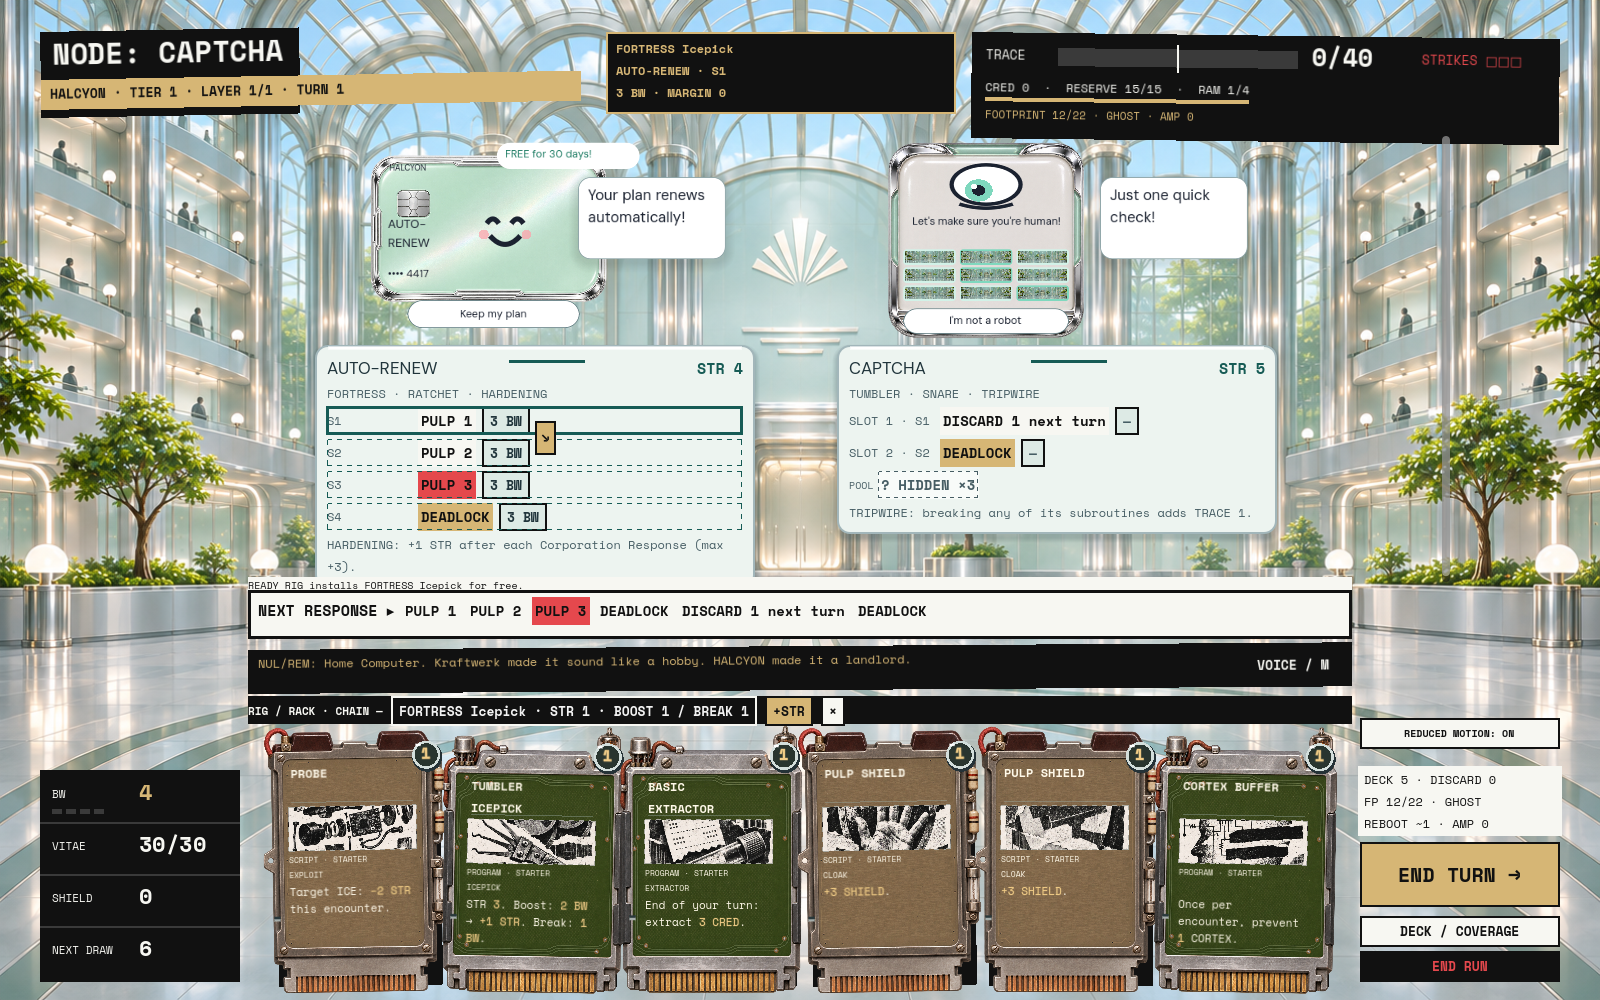 NODE: CAPTCHA
HALCYON · TIER 1 · LAYER 1/1 · TURN 1
FORTRESS Icepick
AUTO-RENEW · S1
3 BW · MARGIN 0
TRACE 0/40 STRIKES □□□
CRED 0 · RESERVE 15/15 · RAM 1/4
FOOTPRINT 12/22 · GHOST · AMP 0
HALCYON
FREE for 30 days!
AUTO-
RENEW
•••• 4417
Keep my plan
Your plan renews
automatically!
Let's make sure you're human!
I'm not a robot
Just one quick
check!
AUTO-RENEW STR 4
FORTRESS · RATCHET · HARDENING
S1 PULP 1 3 BW ↘
S2 PULP 2 3 BW
S3 PULP 3 3 BW
S4 DEADLOCK 3 BW
HARDENING: +1 STR after each Corporation Response (max
+3).
CAPTCHA STR 5
TUMBLER · SNARE · TRIPWIRE
SLOT 1 · S1 DISCARD 1 next turn —
SLOT 2 · S2 DEADLOCK —
POOL ? HIDDEN ×3
TRIPWIRE: breaking any of its subroutines adds TRACE 1.
READY RIG installs FORTRESS Icepick for free.
NEXT RESPONSE ▸ PULP 1 PULP 2 PULP 3 DEADLOCK DISCARD 1 next turn DEADLOCK
NUL/REM: Home Computer. Kraftwerk made it sound like a hobby. HALCYON made it a landlord.
VOICE / M
RIG / RACK · CHAIN — FORTRESS Icepick · STR 1 · BOOST 1 / BREAK 1 +STR ×
BW 4
VITAE 30/30
SHIELD 0
NEXT DRAW 6
1
PROBE
SCRIPT · STARTER
EXPLOIT
Target ICE: -2 STR
this encounter.
1
TUMBLER
ICEPICK
PROGRAM · STARTER
ICEPICK
STR 3. Boost: 2 BW
→ +1 STR. Break: 1
BW.
1
BASIC
EXTRACTOR
PROGRAM · STARTER
EXTRACTOR
End of your turn:
extract 3 CRED.
1
PULP SHIELD
SCRIPT · STARTER
CLOAK
+3 SHIELD.
1
PULP SHIELD
SCRIPT · STARTER
CLOAK
+3 SHIELD.
1
CORTEX BUFFER
PROGRAM · STARTER
Once per
encounter, prevent
1 CORTEX.
REDUCED MOTION: ON
DECK 5 · DISCARD 0
FP 12/22 · GHOST
REBOOT ~1 · AMP 0
END TURN →
DECK / COVERAGE
END RUN